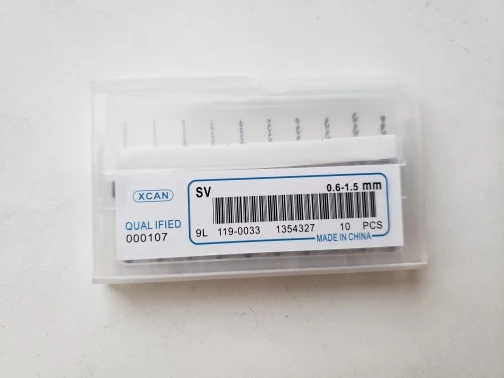 XCAN
QUALIFIED
000107
SV
0.6-1.5 mm
9L 119-0033 1354327 10 PCS
MADE IN CHINA